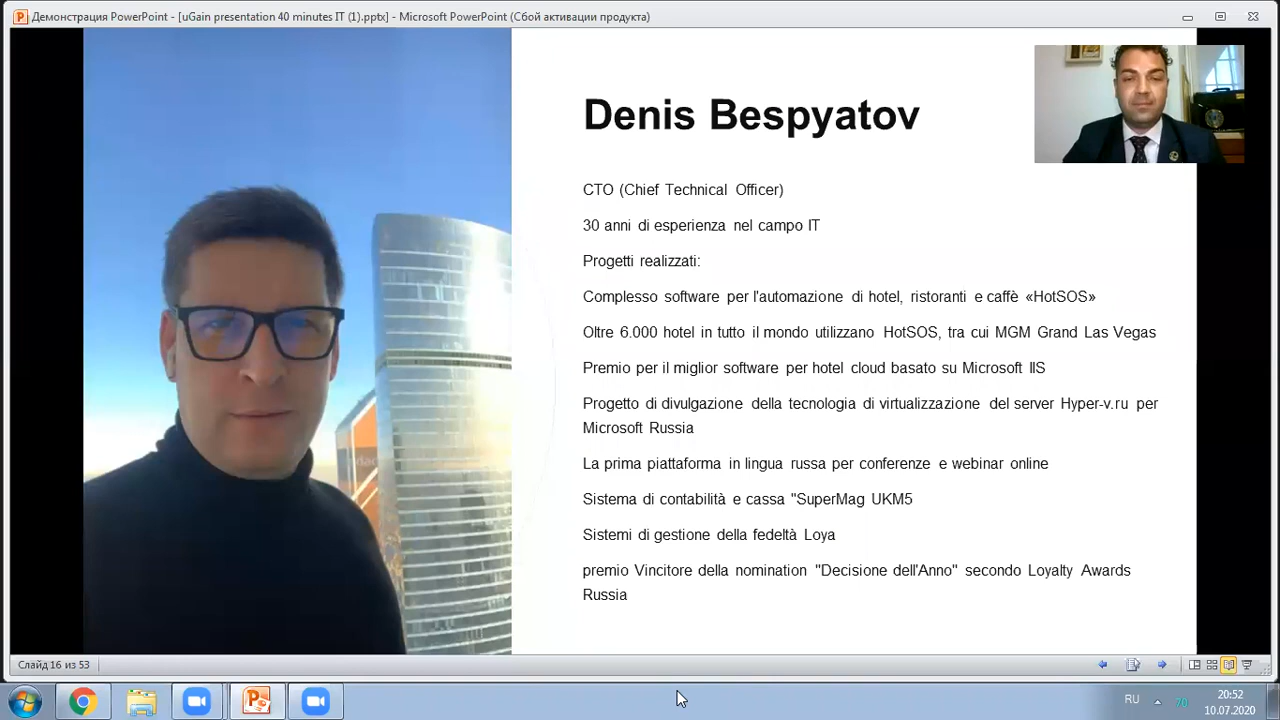 Демонстрация PowerPoint - [uGain presentation 40 minutes IT (1).pptx] - Microsoft PowerPoint (Сбой активации продукта)
Denis Bespyatov
CTO (Chief Technical Officer)
30 anni di esperienza nel campo IT
Progetti realizzati:
Complesso software per l'automazione di hotel, ristoranti e caffè «HotSOS»
Oltre 6.000 hotel in tutto il mondo utilizzano HotSOS, tra cui MGM Grand Las Vegas
Premio per il miglior software per hotel cloud basato su Microsoft IIS
Progetto di divulgazione della tecnologia di virtualizzazione del server Hyper-v.ru per
Microsoft Russia
La prima piattaforma in lingua russa per conferenze e webinar online
Sistema di contabilità e cassa "SuperMag UKM5
Sistemi di gestione della fedeltà Loya
premio Vincitore della nomination "Decisione dell'Anno" secondo Loyalty Awards
Russia
Слайд 16 из 53
RU
70
20:52
10.07.2020